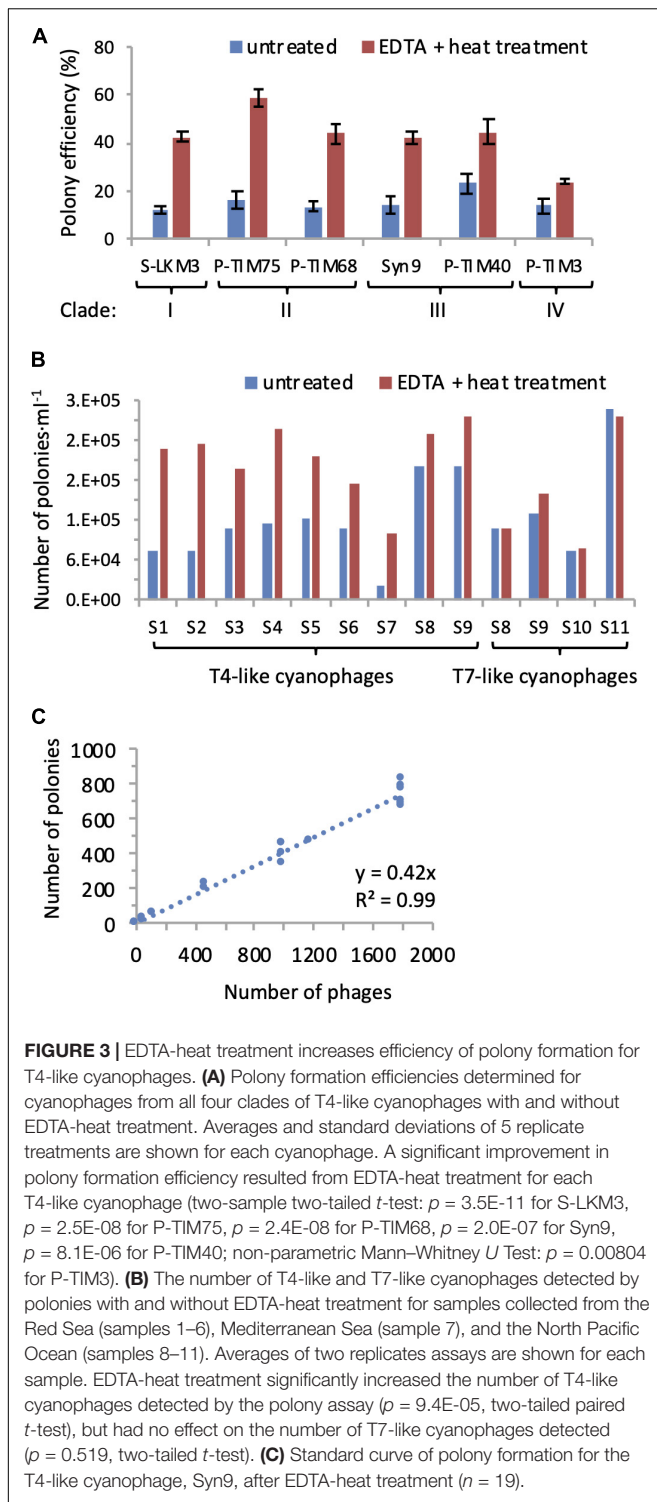 A
untreated EDTA + heat treatment
Polony efficiency (%)
80
60
40
20
0
S-LKM3 P-TIM75 P-TIM68 Syn9 P-TIM40 P-TIM3
Clade: I II III IV
B
untreated EDTA + heat treatment
Number of polonies·ml-1
3.E+05
2.E+05
2.E+05
1.E+05
6.E+04
0.E+00
S1 S2 S3 S4 S5 S6 S7 S8 S9 S8 S9 S10 S11
T4-like cyanophages T7-like cyanophages
C
Number of polonies
1000
800
600
400
200
0
y = 0.42x
R² = 0.99
0 400 800 1200 1600 2000
Number of phages
FIGURE 3 | EDTA-heat treatment increases efficiency of polony formation for
T4-like cyanophages. (A) Polony formation efficiencies determined for
cyanophages from all four clades of T4-like cyanophages with and without
EDTA-heat treatment. Averages and standard deviations of 5 replicate
treatments are shown for each cyanophage. A significant improvement in
polony formation efficiency resulted from EDTA-heat treatment for each
T4-like cyanophage (two-sample two-tailed t-test: p = 3.5E-11 for S-LKM3,
p = 2.5E-08 for P-TIM75, p = 2.4E-08 for P-TIM68, p = 2.0E-07 for Syn9,
p = 8.1E-06 for P-TIM40; non-parametric Mann–Whitney U Test: p = 0.00804
for P-TIM3). (B) The number of T4-like and T7-like cyanophages detected by
polonies with and without EDTA-heat treatment for samples collected from the
Red Sea (samples 1–6), Mediterranean Sea (sample 7), and the North Pacific
Ocean (samples 8–11). Averages of two replicates assays are shown for each
sample. EDTA-heat treatment significantly increased the number of T4-like
cyanophages detected by the polony assay (p = 9.4E-05, two-tailed paired
t-test), but had no effect on the number of T7-like cyanophages detected
(p = 0.519, two-tailed t-test). (C) Standard curve of polony formation for the
T4-like cyanophage, Syn9, after EDTA-heat treatment (n = 19).